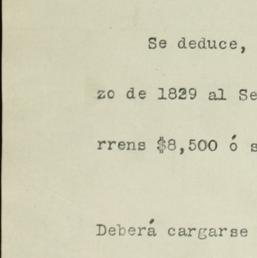 Se deduce,
zo de 1829 al Se
rrens $8,500 ó s
Deberá cargarse